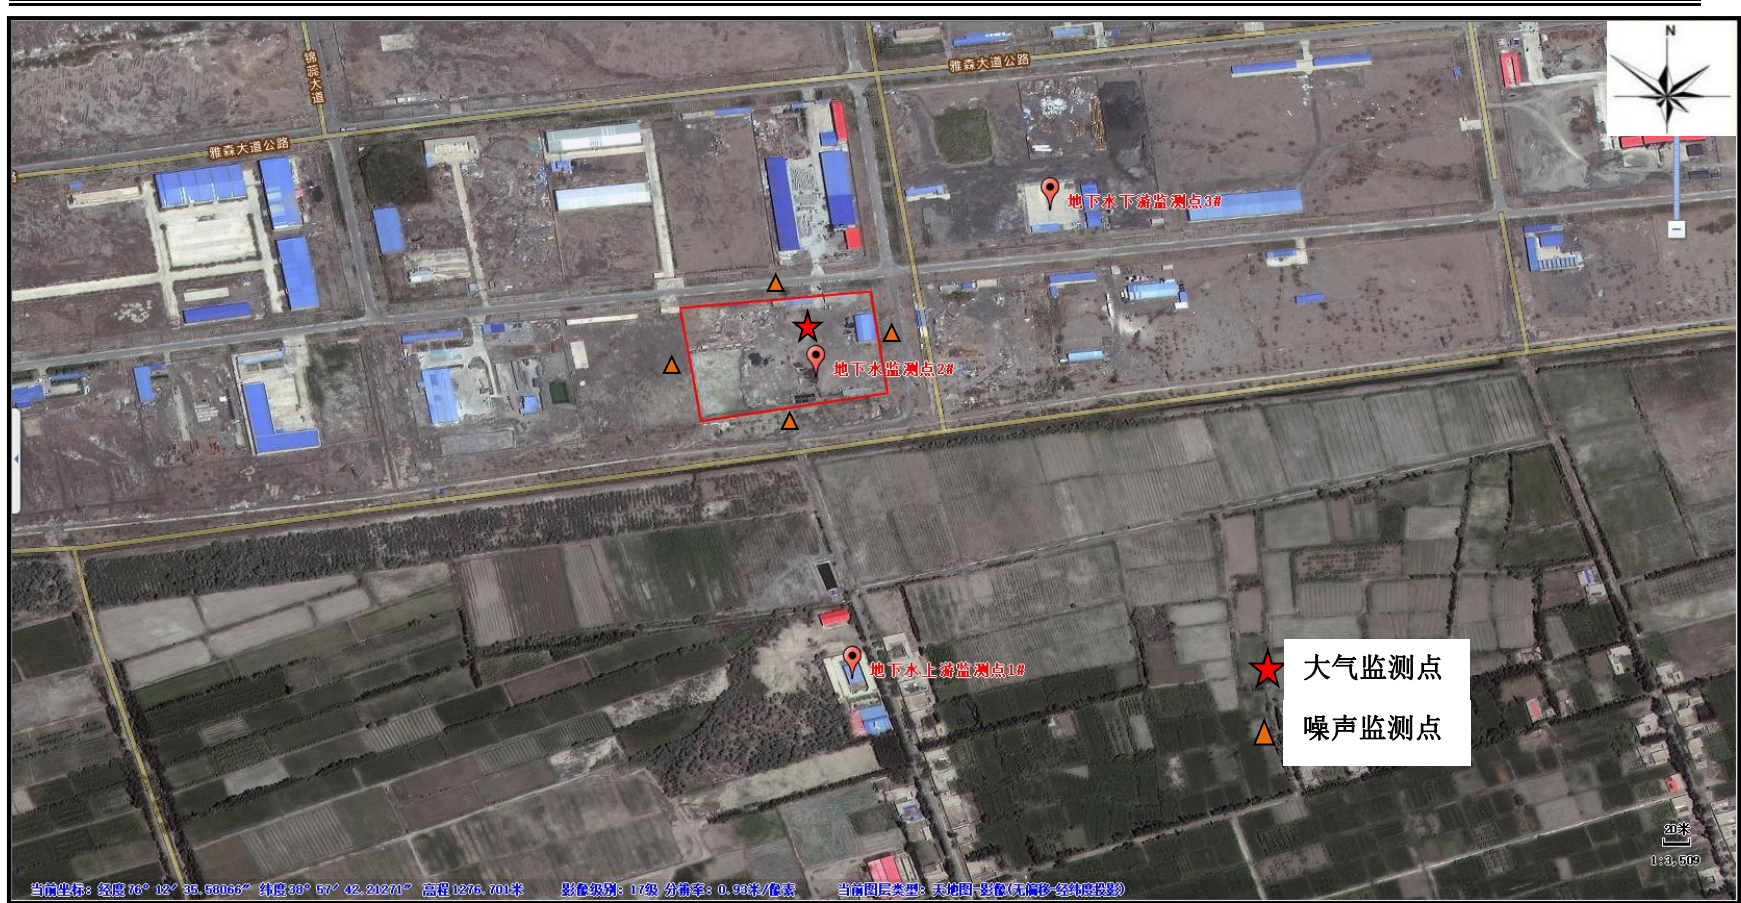 N
锦蕊大道
雅森大道公路
雅森大道公路
地下水下游监测点3#
地下水监测点2#
地下水上游监测点1#
大气监测点
噪声监测点
20米
1:3,509
当前坐标：经度76° 12′ 35.58066″ 纬度38° 57′ 42.21271″ 高程1276.701米 影像级别：17级 分辨率：0.93米/像素 当前图层类型：天地图-影像(无偏移-经纬度投影)